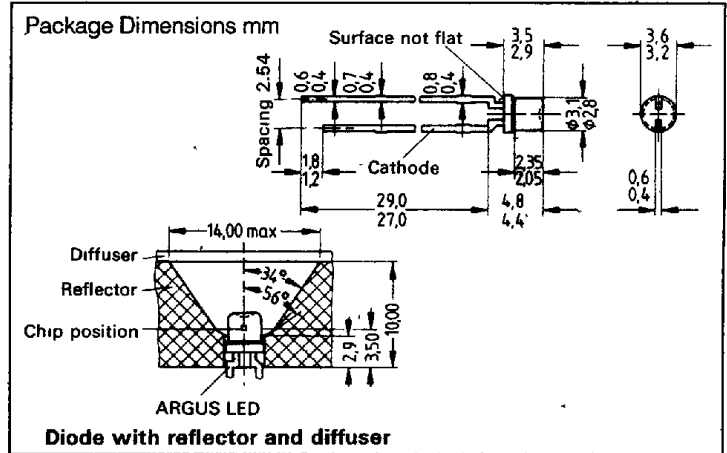 Package Dimensions mm
Surface not flat
3,5
2,9
3,6
3,2
0,6
0,4
0,7
0,4
0,8
0,4
Spacing 2.54
ϕ3,1
ϕ2,8
1,8
1,2
Cathode
2,35
2,05
0,6
0,4
29,0
27,0
4,8
4,4
14,00 max
Diffuser
34°
Reflector
56°
Chip position
2,9
3,50
10,00
ARGUS LED
Diode with reflector and diffuser